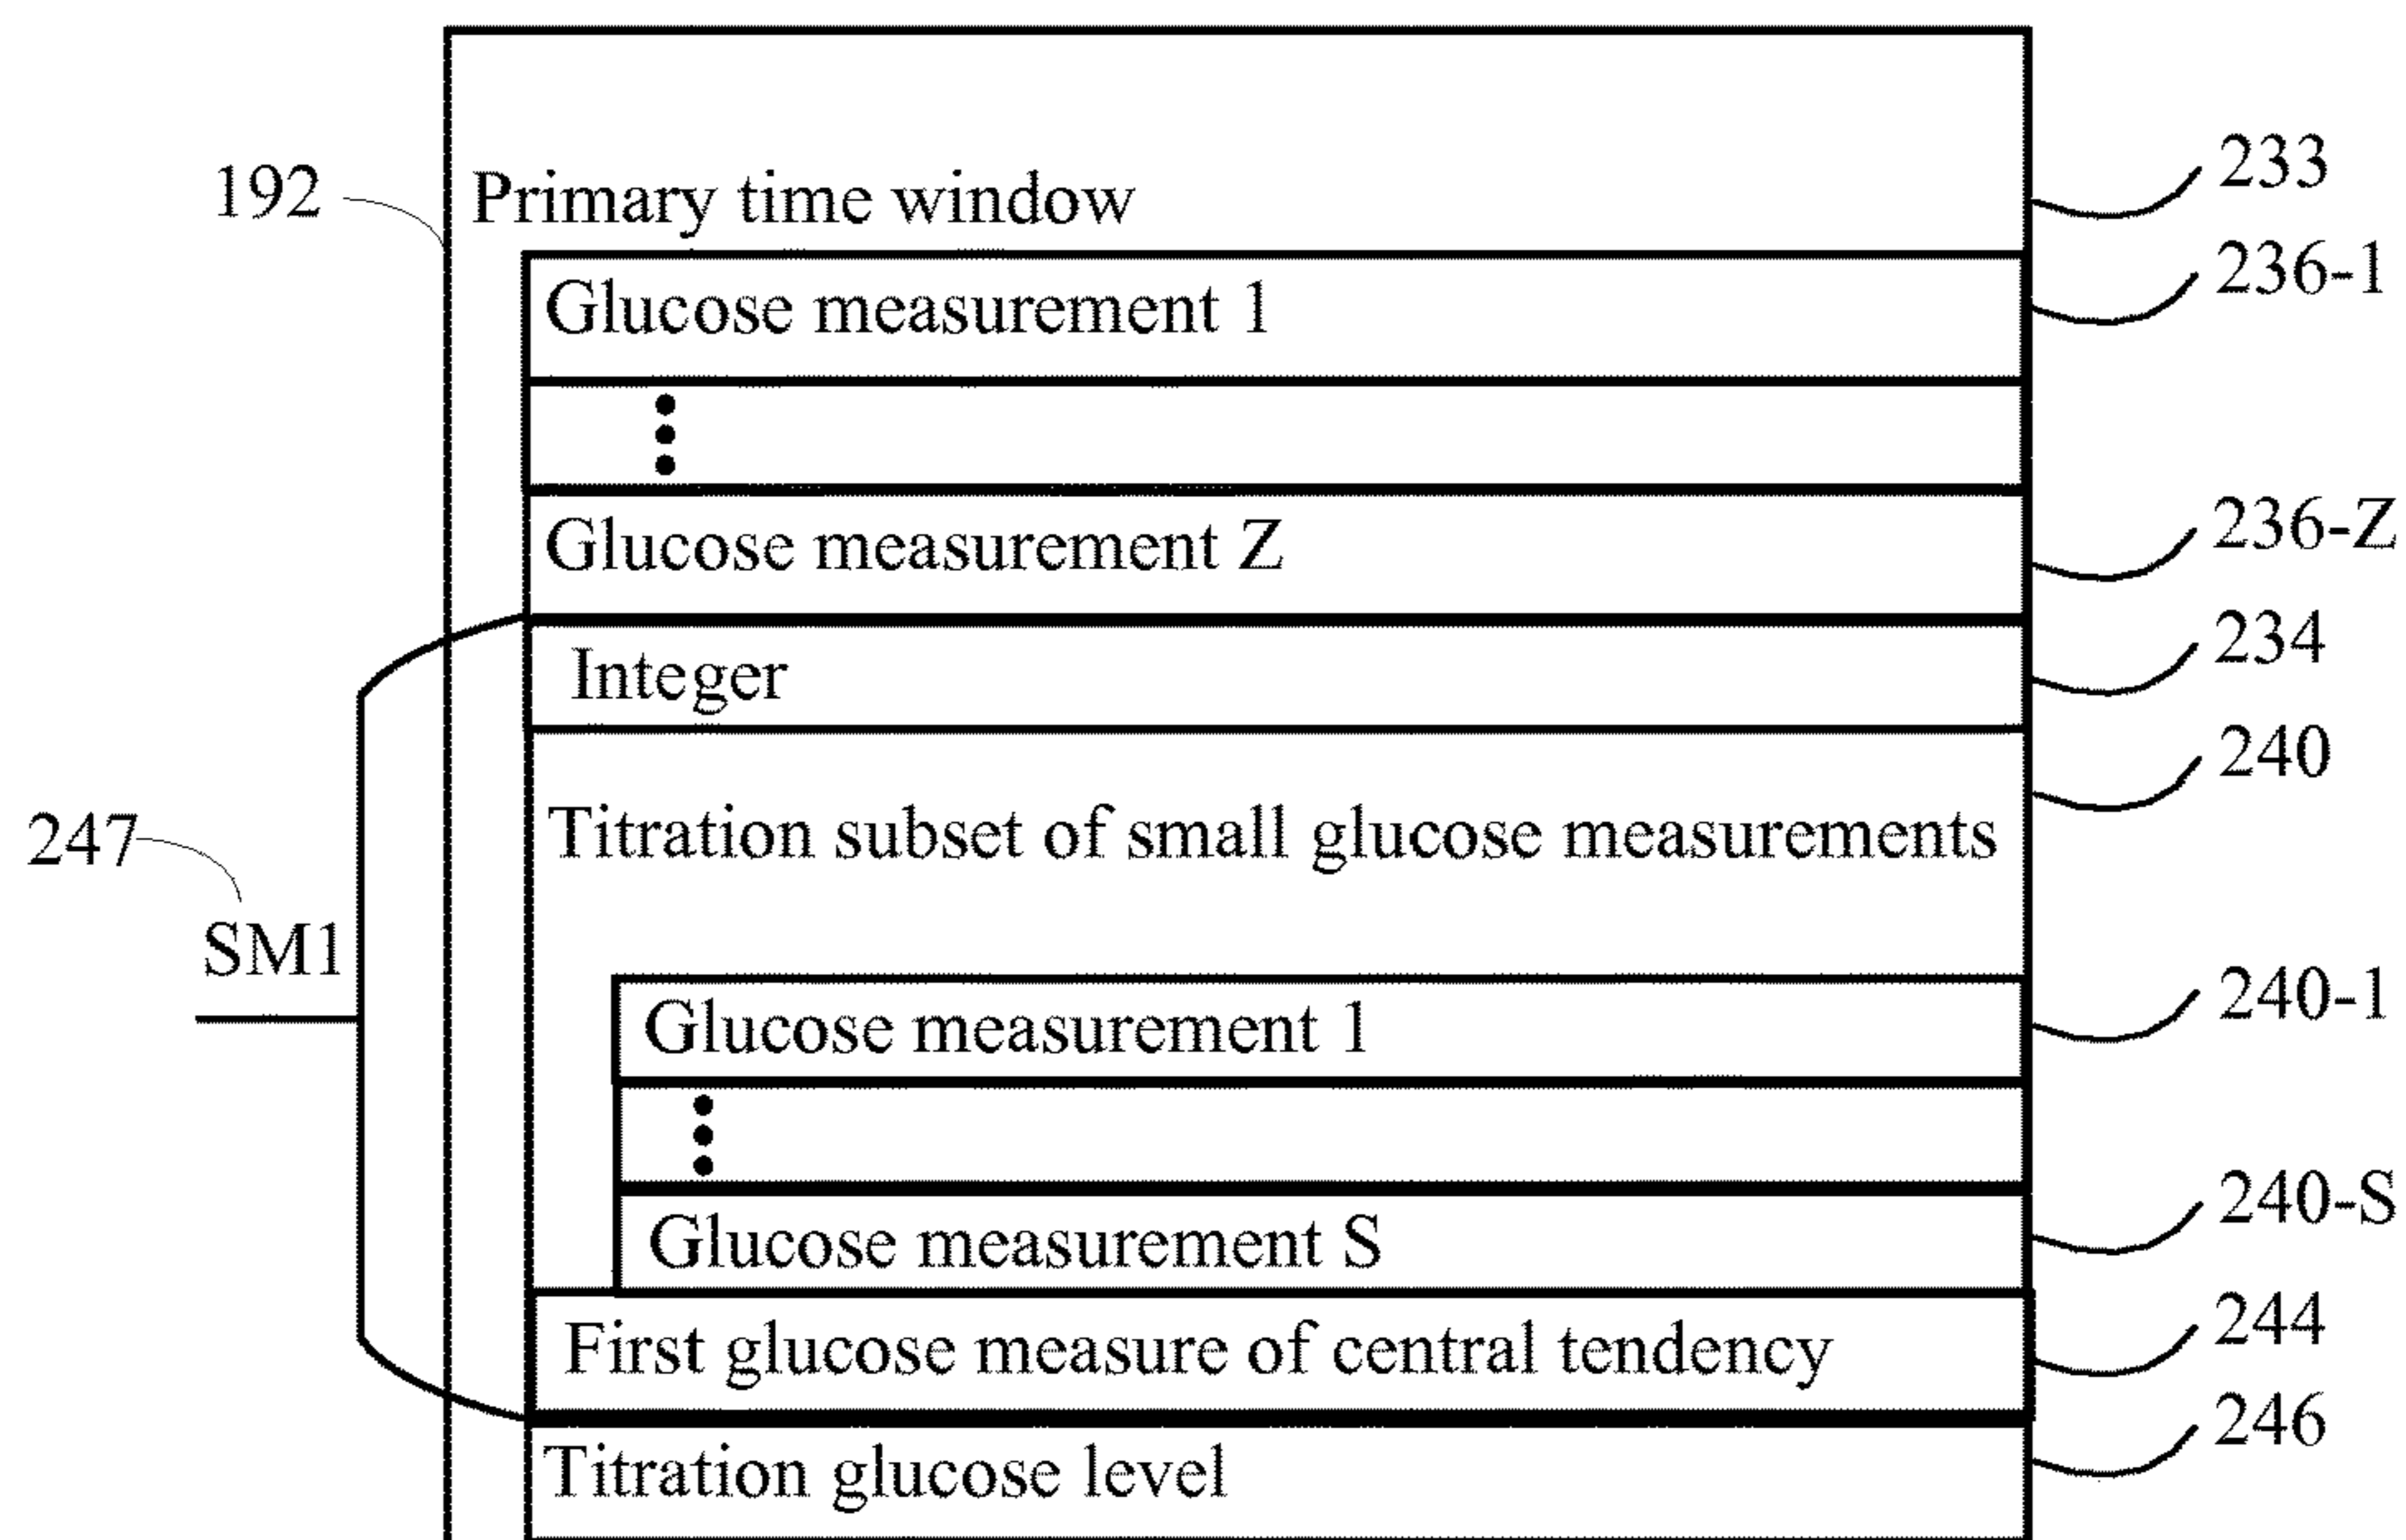 233
192
Primary time window
236-1
Glucose measurement 1
236-Z
Glucose measurement Z
234
Integer
240
Titration subset of small glucose measurements
247
SM1
240-1
Glucose measurement 1
240-S
Glucose measurement S
244
First glucose measure of central tendency
246
Titration glucose level